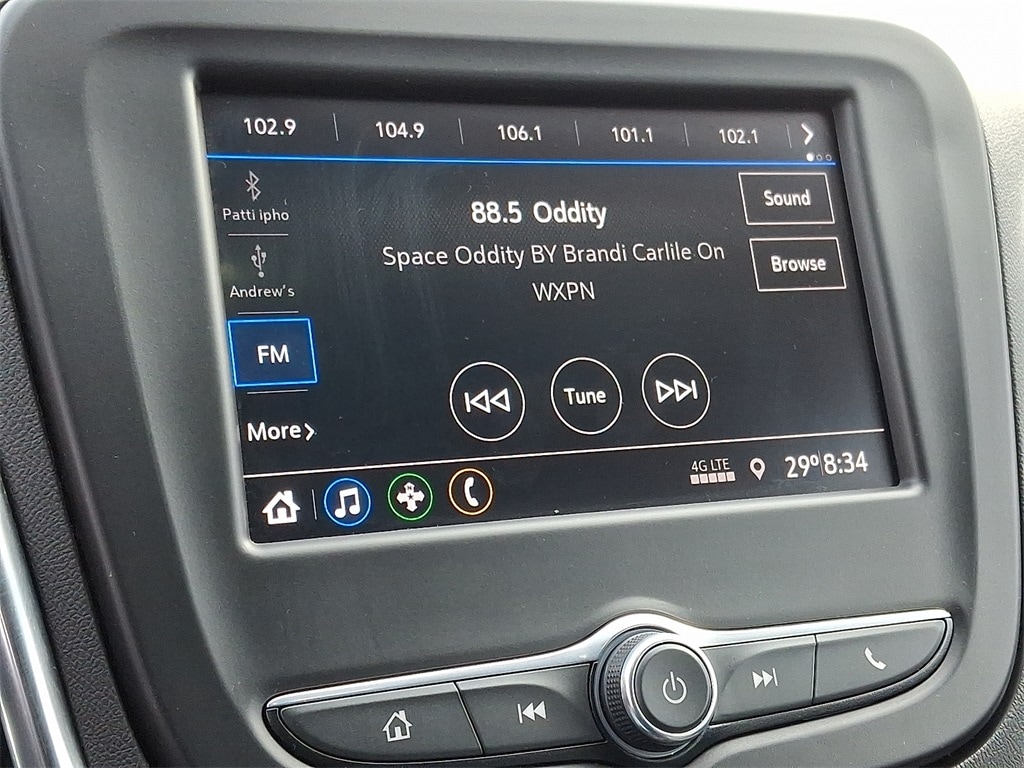 102.9 104.9 106.1 101.1 102.1
Patti ipho
88.5 Oddity
Sound
Space Oddity BY Brandi Carlile On
WXPN
Browse
Andrew's
FM
Tune
More
4G LTE
29° 8:34